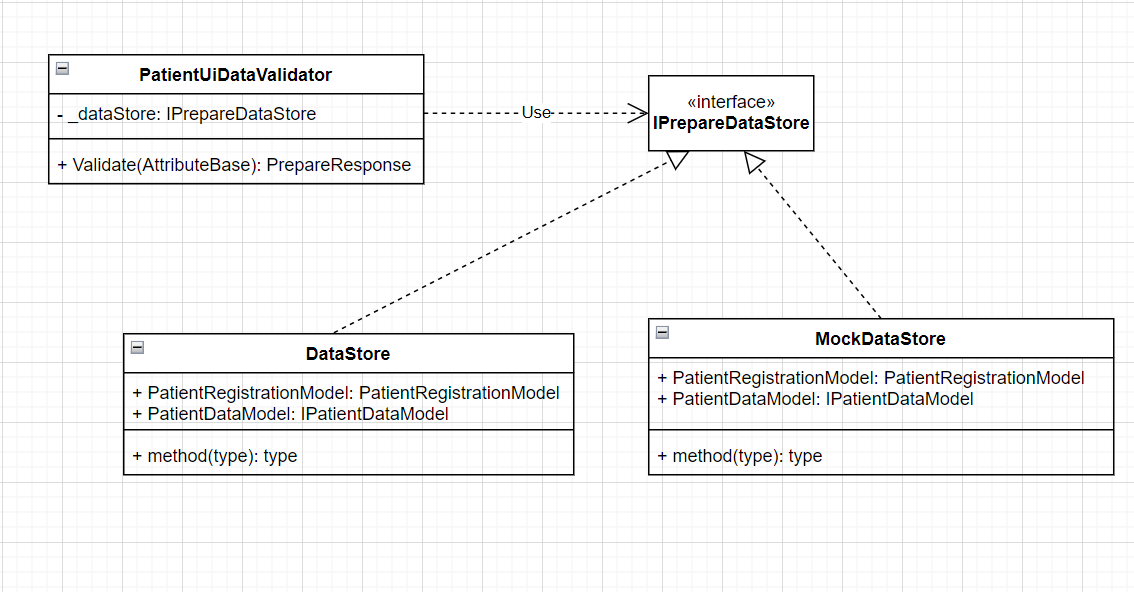 PatientUiDataValidator
- _dataStore: IPrepareDataStore
+ Validate(AttributeBase): PrepareResponse
Use
«interface»
IPrepareDataStore
DataStore
+ PatientRegistrationModel: PatientRegistrationModel
+ PatientDataModel: IPatientDataModel
+ method(type): type
MockDataStore
+ PatientRegistrationModel: PatientRegistrationModel
+ PatientDataModel: IPatientDataModel
+ method(type): type